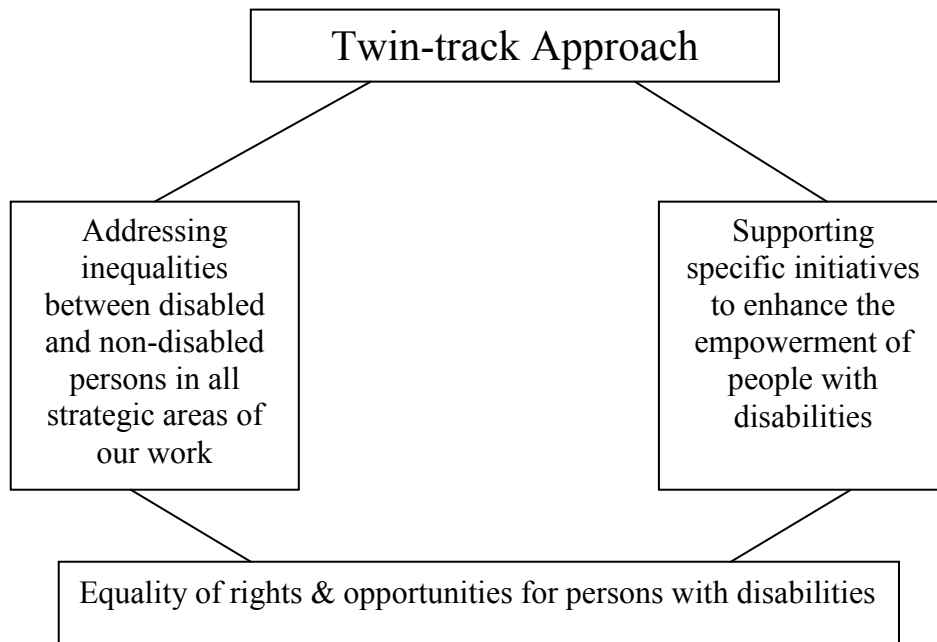 Twin-track Approach
Addressing
inequalities
between disabled
and non-disabled
persons in all
strategic areas of
our work
Supporting
specific initiatives
to enhance the
empowerment of
people with
disabilities
Equality of rights & opportunities for persons with disabilities